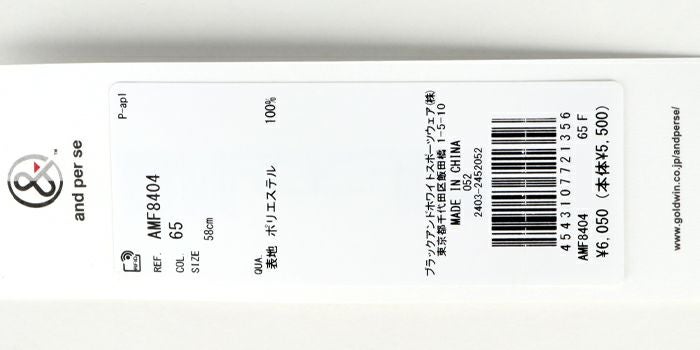 and per se
™
P-apl
RFID
REF. AMF8404
COL. 65
SIZE 58cm
QUA.
表地 ポリエステル 100%
ブラックアンドホワイトスポーツウェア(株)
東京都千代田区飯田橋 1-5-10
MADE IN CHINA
052
2403-2452052
4543107721356
AMF8404 65 F
¥6,050 (本体¥5,500)
www.goldwin.co.jp/andperse/